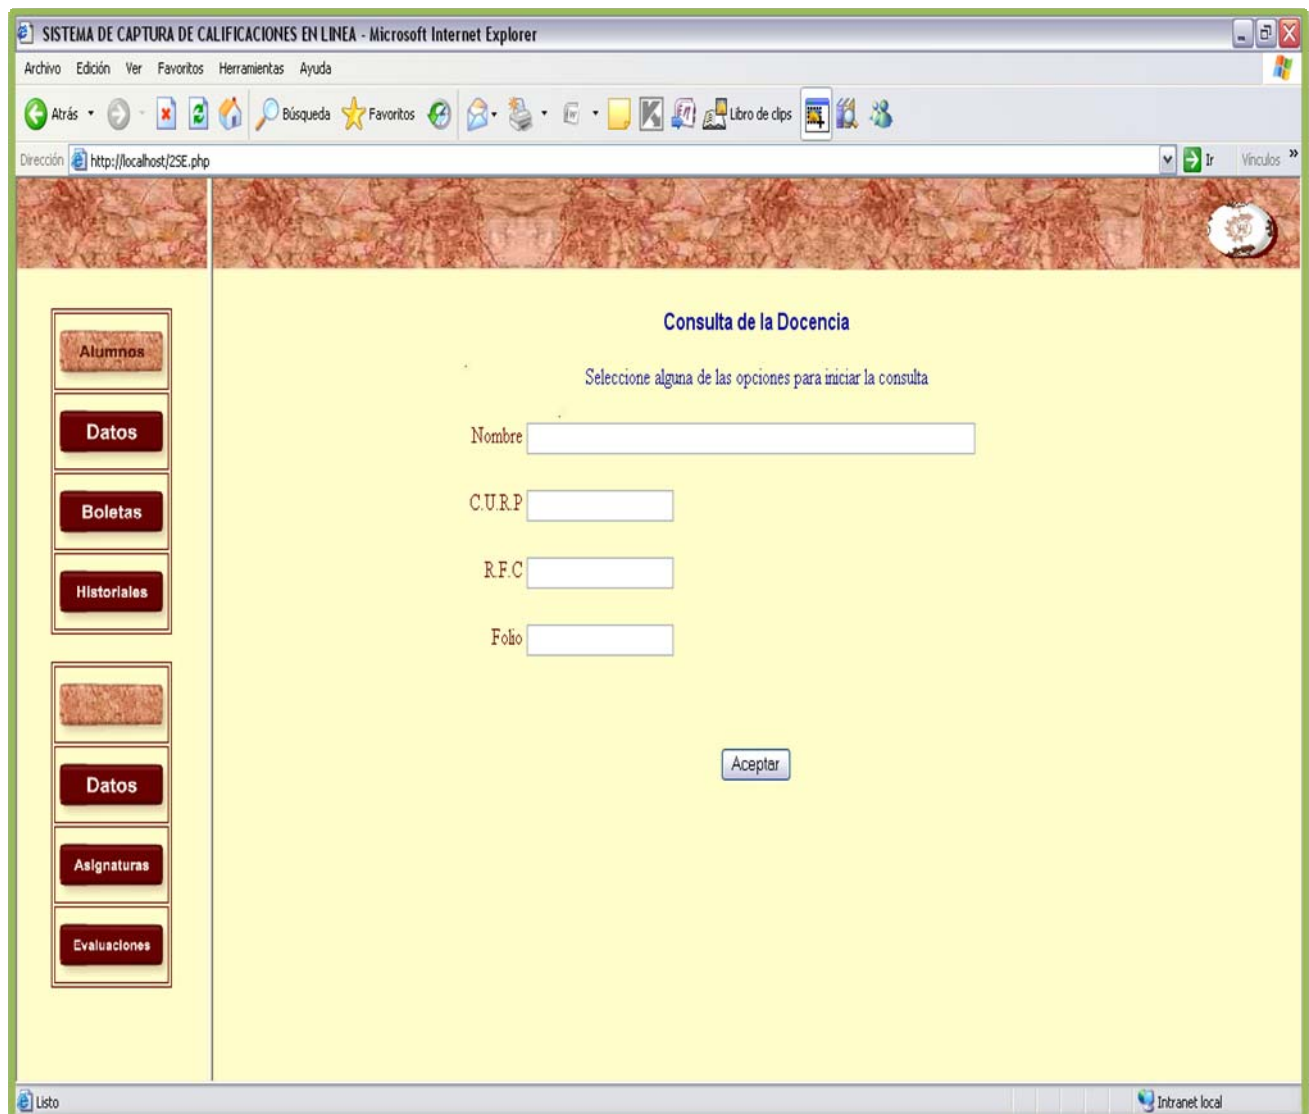 SISTEMA DE CAPTURA DE CALIFICACIONES EN LINEA - Microsoft Internet Explorer
Archivo Edición Ver Favoritos Herramientas Ayuda
Atrás Búsqueda Favoritos Libro de clips
Dirección http://localhost/2SE.php Ir Vínculos »
Alumnos
Datos
Boletas
Historiales
Datos
Asignaturas
Evaluaciones
Consulta de la Docencia
Seleccione alguna de las opciones para iniciar la consulta
Nombre
C.U.R.P
R.F.C
Folio
Aceptar
Listo Intranet local